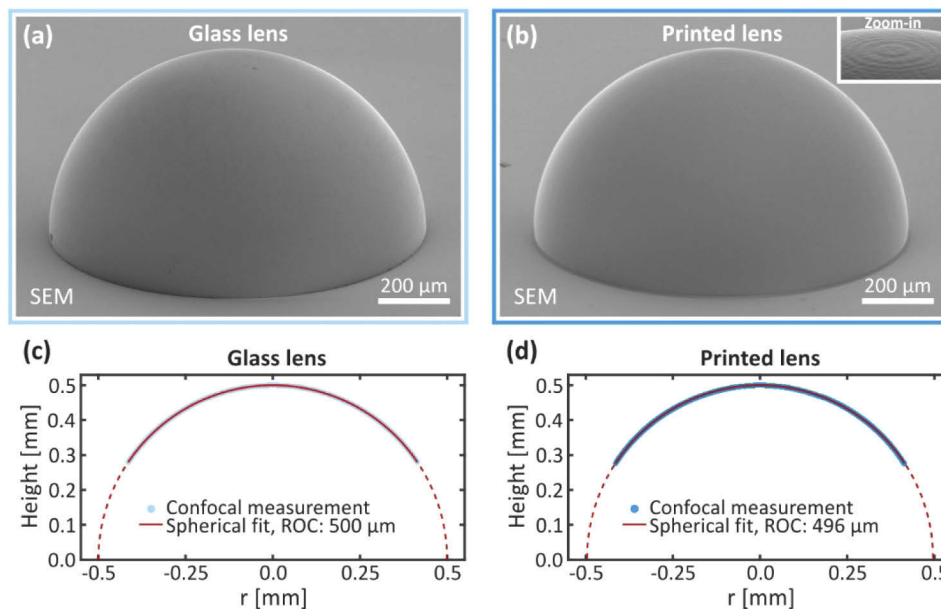 (a)
Glass lens
SEM
200 µm
(b)
Printed lens
Zoom-in
SEM
200 µm
(c)
Glass lens
Height [mm]
0.5
0.4
0.3
0.2
0.1
0.0
Confocal measurement
Spherical fit, ROC: 500 µm
-0.5
-0.25
0.0
0.25
0.5
r [mm]
(d)
Printed lens
Height [mm]
0.5
0.4
0.3
0.2
0.1
0.0
Confocal measurement
Spherical fit, ROC: 496 µm
-0.5
-0.25
0.0
0.25
0.5
r [mm]